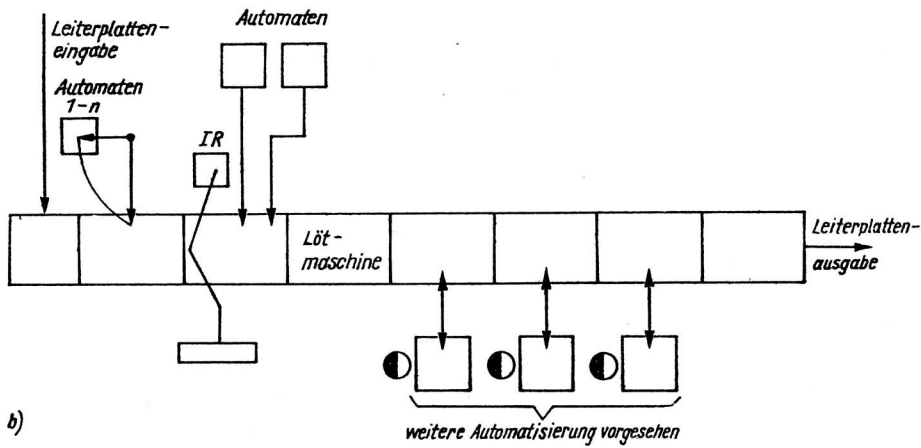 Leiterplatten-
eingabe
Automaten
1-n
Automaten
IR
Löt-
maschine
Leiterplatten-
ausgabe
weitere Automatisierung vorgesehen
b)